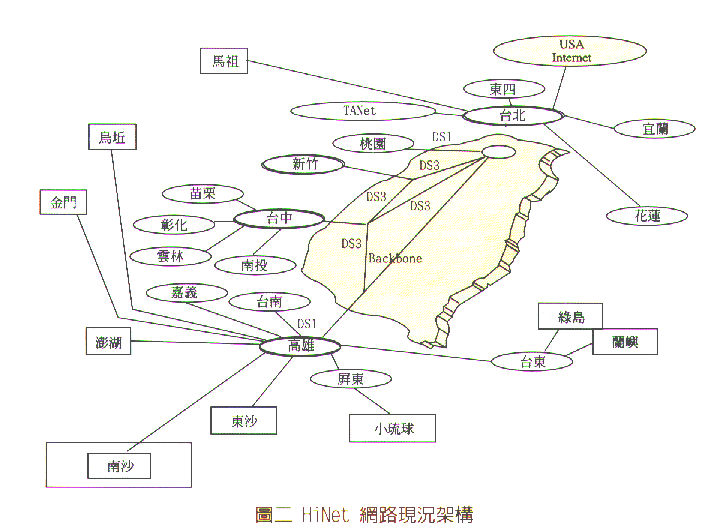 USA
Internet
馬祖
東四
TANet
台北
宜蘭
烏坵
DS1
桃園
新竹
DS3
苗栗
DS3
DS3
金門
彰化
台中
花蓮
DS3
雲林
南投
Backbone
嘉義
台南
DS1
綠島
澎湖
高雄
蘭嶼
台東
屏東
東沙
小琉球
南沙
圖二 HiNet 網路現況架構